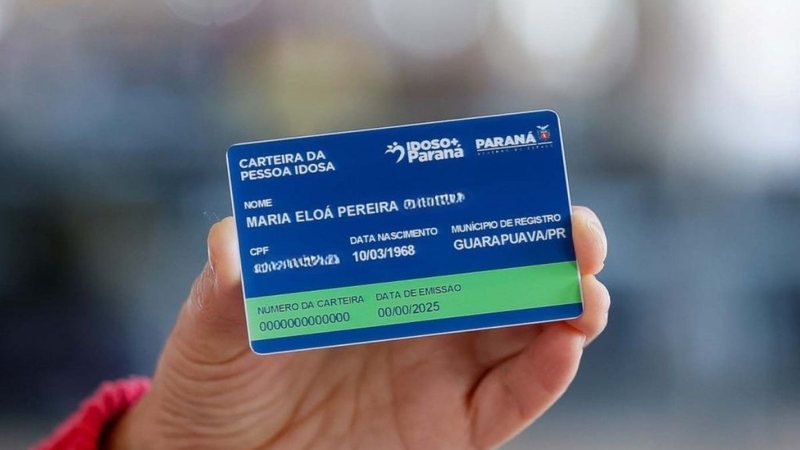 CARTEIRA DA
PESSOA IDOSA
IDOSO+
Paraná
PARANÁ
NOME
MARIA ELOÁ PEREIRA
CPF
DATA NASCIMENTO
10/03/1968
MUNÍCIPIO DE REGISTRO
GUARAPUAVA/PR
NUMERO DA CARTEIRA
0000000000000
DATA DE EMISSAO
00/00/2025